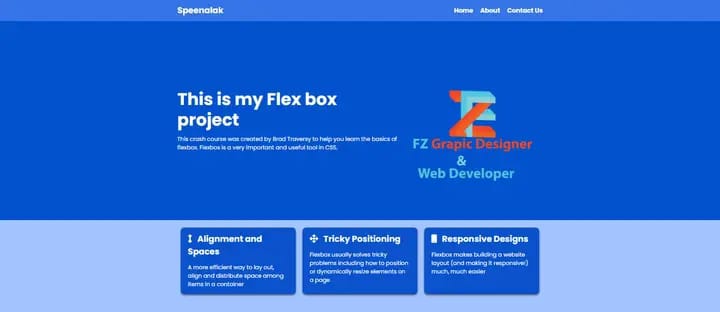 Speenalak
Home About Contact Us
This is my Flex box
project
This crash course was created by Brad Traversy to help you learn the basics of
flexbox. Flexbox is a very important and useful tool in CSS.
FZ Grapic Designer
&
Web Developer
Alignment and
Spaces
A more efficient way to lay out,
align and distribute space among
items in a container
Tricky Positioning
Flexbox usually solves tricky
problems including how to position
or dynamically resize elements on
a page
Responsive Designs
Flexbox makes building a website
layout (and making it responsive!)
much, much easier